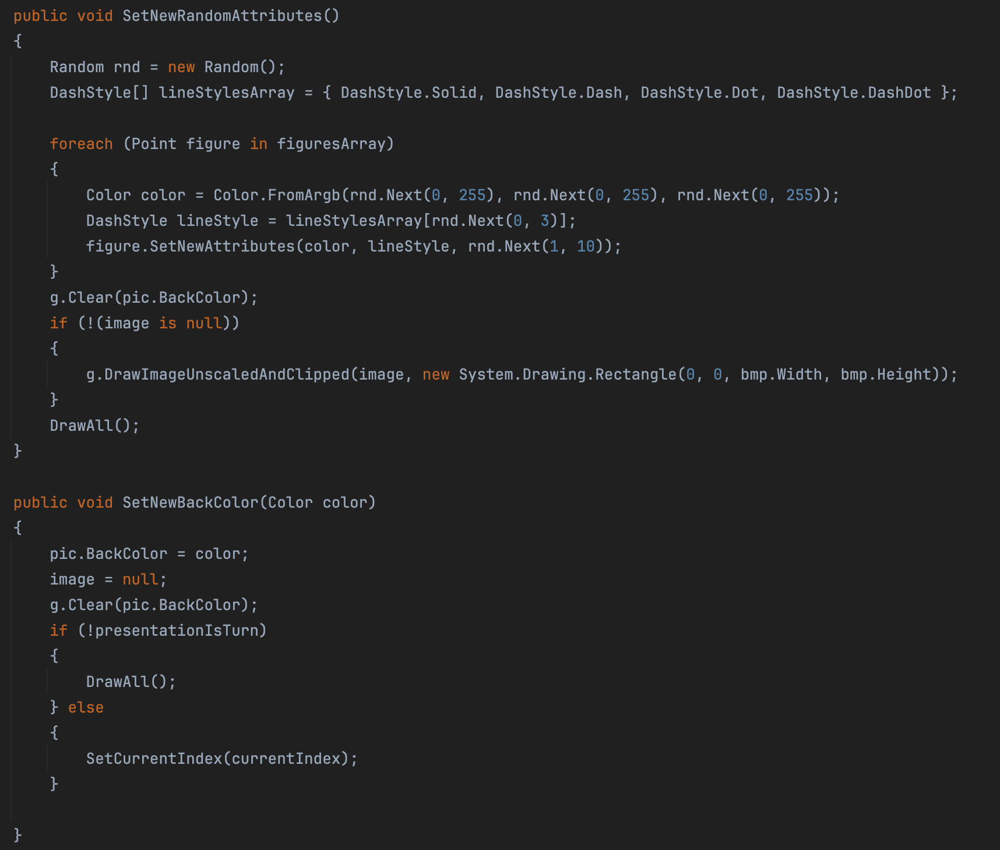 public void SetNewRandomAttributes()
{
    Random rnd = new Random();
    DashStyle[] lineStylesArray = { DashStyle.Solid, DashStyle.Dash, DashStyle.Dot, DashStyle.DashDot };

    foreach (Point figure in figuresArray)
    {
        Color color = Color.FromArgb(rnd.Next(0, 255), rnd.Next(0, 255), rnd.Next(0, 255));
        DashStyle lineStyle = lineStylesArray[rnd.Next(0, 3)];
        figure.SetNewAttributes(color, lineStyle, rnd.Next(1, 10));
    }
    g.Clear(pic.BackColor);
    if (!(image is null))
    {
        g.DrawImageUnscaledAndClipped(image, new System.Drawing.Rectangle(0, 0, bmp.Width, bmp.Height));
    }
    DrawAll();
}

public void SetNewBackColor(Color color)
{
    pic.BackColor = color;
    image = null;
    g.Clear(pic.BackColor);
    if (!presentationIsTurn)
    {
        DrawAll();
    } else
    {
        SetCurrentIndex(currentIndex);
    }

}